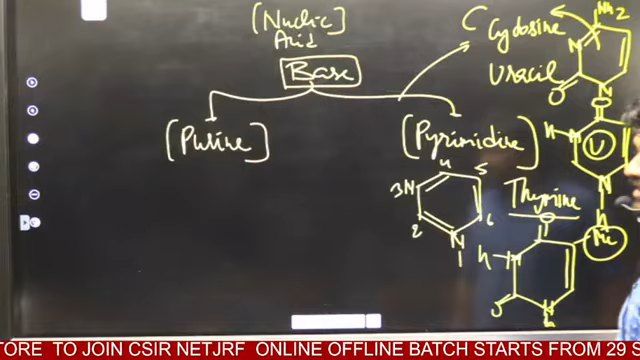 (Nuclic]
Acid
Base
(Purine)
(Pyrimidine)
C Cytosine
Uracil
Thymine
NH2
N
O
N
O
H N
U
N
H
Me
3N
4
5
6
2
N
1
O
H N
O
N
H
TORE TO JOIN CSIR NETJRF ONLINE OFFLINE BATCH STARTS FROM 29 S